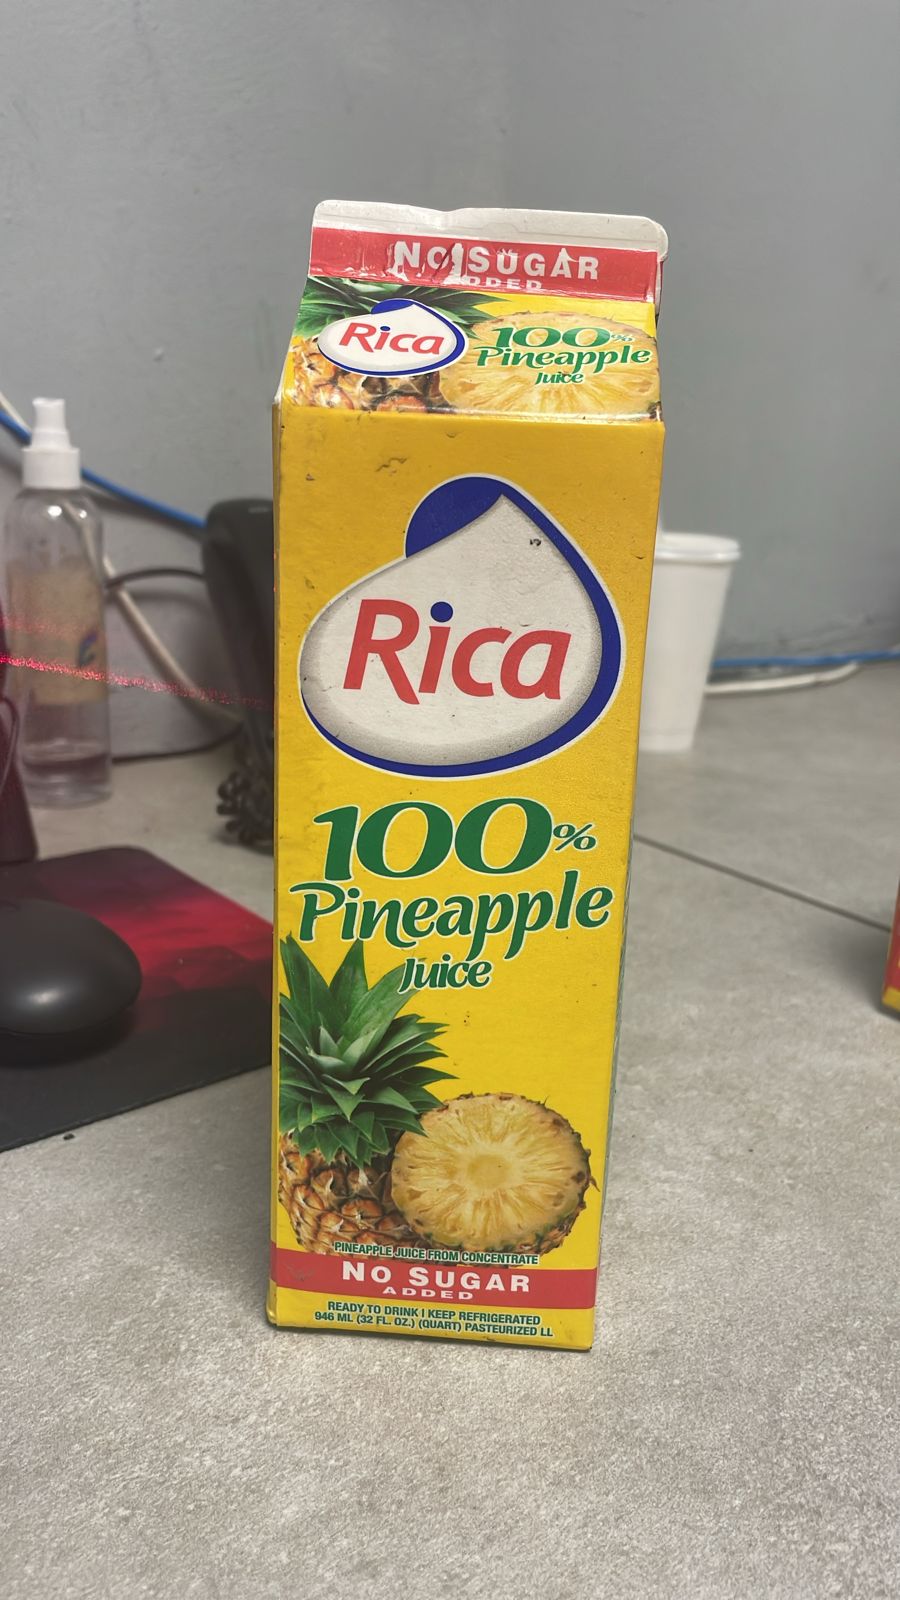 No Sugar
ADDED
Rica
100%
Pineapple
Juice
Rica
100%
Pineapple
Juice
PINEAPPLE JUICE FROM CONCENTRATE
No Sugar
ADDED
READY TO DRINK I KEEP REFRIGERATED
946 ML (32 FL. OZ.) (QUART) PASTEURIZED LL